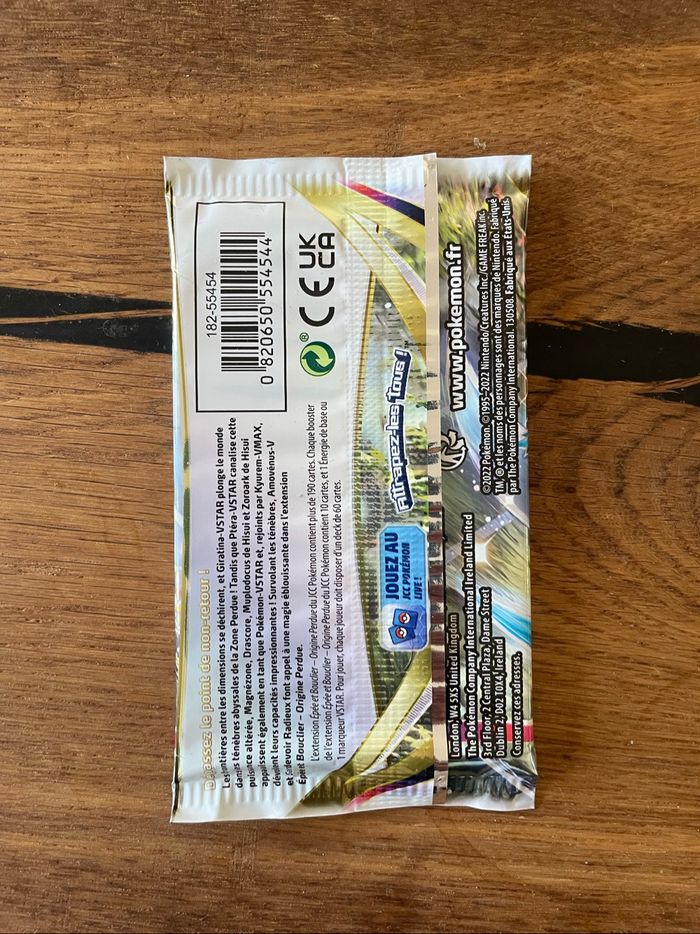 Dépassez le point de non-retour !
Les entières entre les dimensions se déchirent, et Giratina-VSTAR plonge le monde
dans ténèbres abyssales de la Zone Perdue ! Tandis que Ptéra-VSTAR canalise cette
puissance altérée, Magnézone, Drascore, Muplodocus de Hisui et Zoroark de Hisui
apparaissent également en tant que Pokémon-VSTAR et, rejoints par Kyurem-VMAX,
dévoilent leurs capacités impressionnantes ! Survolant les ténèbres, Amovénus-V
et Gardevoir Radieux font appel à une magie éblouissante dans l'extension
Épée et Bouclier – Origine Perdue.
L'extension Épée et Bouclier – Origine Perdue du JCC Pokémon contient plus de 190 cartes. Chaque booster
de l'extension Épée et Bouclier – Origine Perdue du JCC Pokémon contient 10 cartes, et 1 Énergie de base ou
1 marqueur VSTAR. Pour jouer, chaque joueur doit disposer d'un deck de 60 cartes.
182-55454
0 820650 554544
®
CE
UK
CA
JOUEZ AU
JCC POKÉMON
LIVE !
Attrapez-les tous !
™
London, W4 5XS United Kingdom
The Pokémon Company International Ireland Limited
3rd Floor, 2 Central Plaza, Dame Street
Dublin 2, D02 T0X4, Ireland
Conservez ces adresses.
www.pokemon.fr
©2022 Pokémon. ©1995–2022 Nintendo/Creatures Inc./GAME FREAK inc.
TM, ® et les noms des personnages sont des marques de Nintendo. Fabriqué
par The Pokémon Company International. 130508. Fabriqué aux États-Unis.